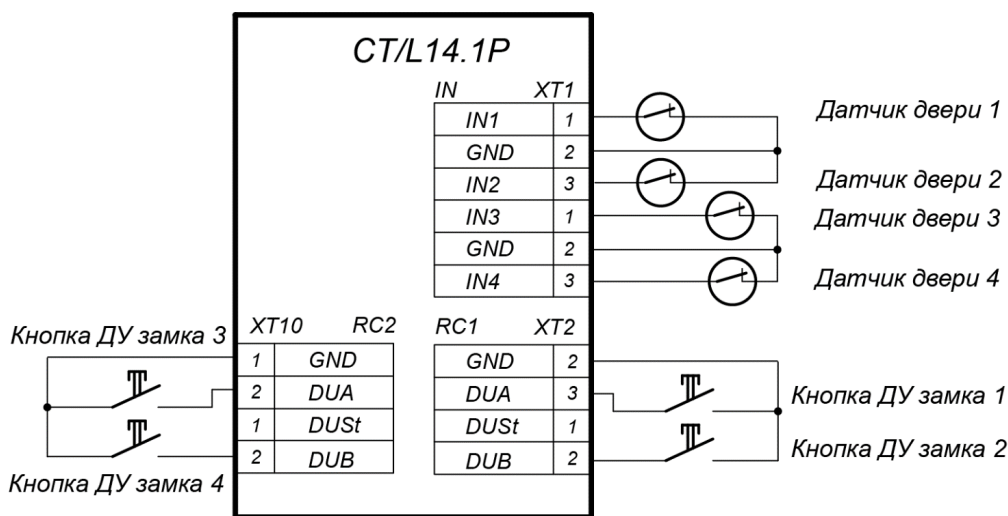 CT/L14.1P
IN XT1
IN1 1
GND 2
IN2 3
IN3 1
GND 2
IN4 3
Датчик двери 1
Датчик двери 2
Датчик двери 3
Датчик двери 4
Кнопка ДУ замка 3
XT10 RC2
1 GND
2 DUA
1 DUSt
2 DUB
Кнопка ДУ замка 4
RC1 XT2
GND 2
DUA 3
DUSt 1
DUB 2
Кнопка ДУ замка 1
Кнопка ДУ замка 2